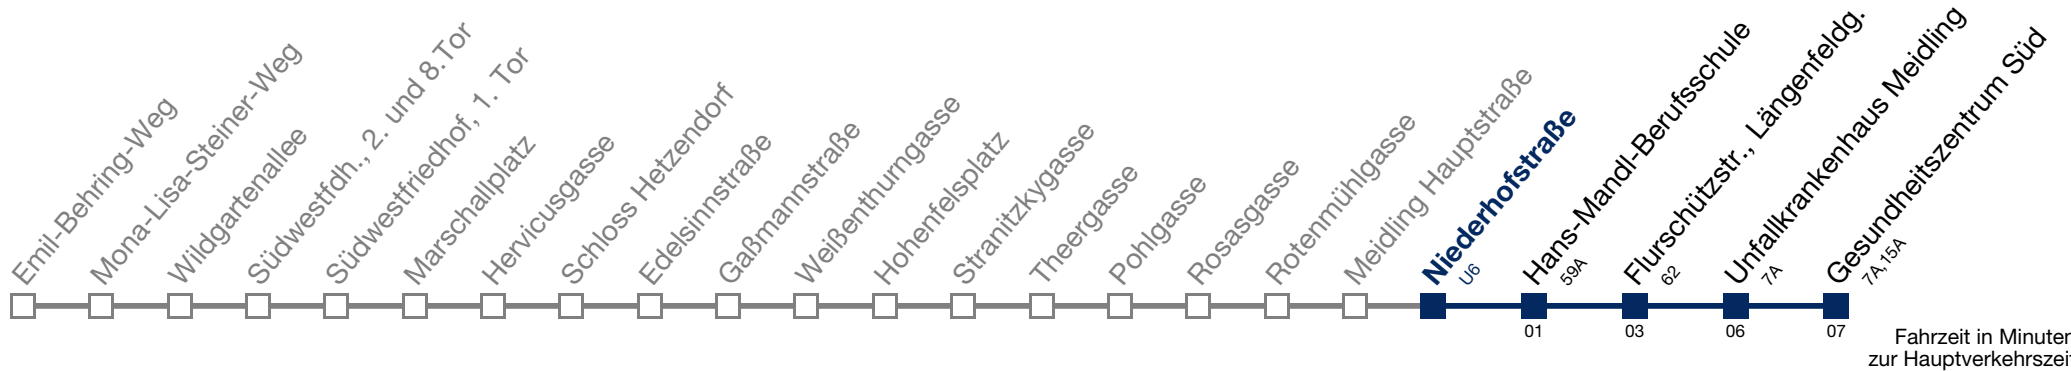 Emil-Behring-Weg
Mona-Lisa-Steiner-Weg
Wildgartenallee
Südwestfdh., 2. und 8.Tor
Südwestfriedhof, 1. Tor
Marschallplatz
Hervicusgasse
Schloss Hetzendorf
Edelsinnstraße
Gaßmannstraße
Weißenthurngasse
Hohenfelsplatz
Stranitzkygasse
Theergasse
Pohlgasse
Rosasgasse
Rotenmühlgasse
Meidling Hauptstraße
Niederhofstraße
U6
Hans-Mandl-Berufsschule
59A
Flurschützstr., Längenfeldg.
62
Unfallkrankenhaus Meidling
7A
Gesundheitszentrum Süd
7A,15A
01
03
06
07
Fahrzeit in Minuten
zur Hauptverkehrszeit